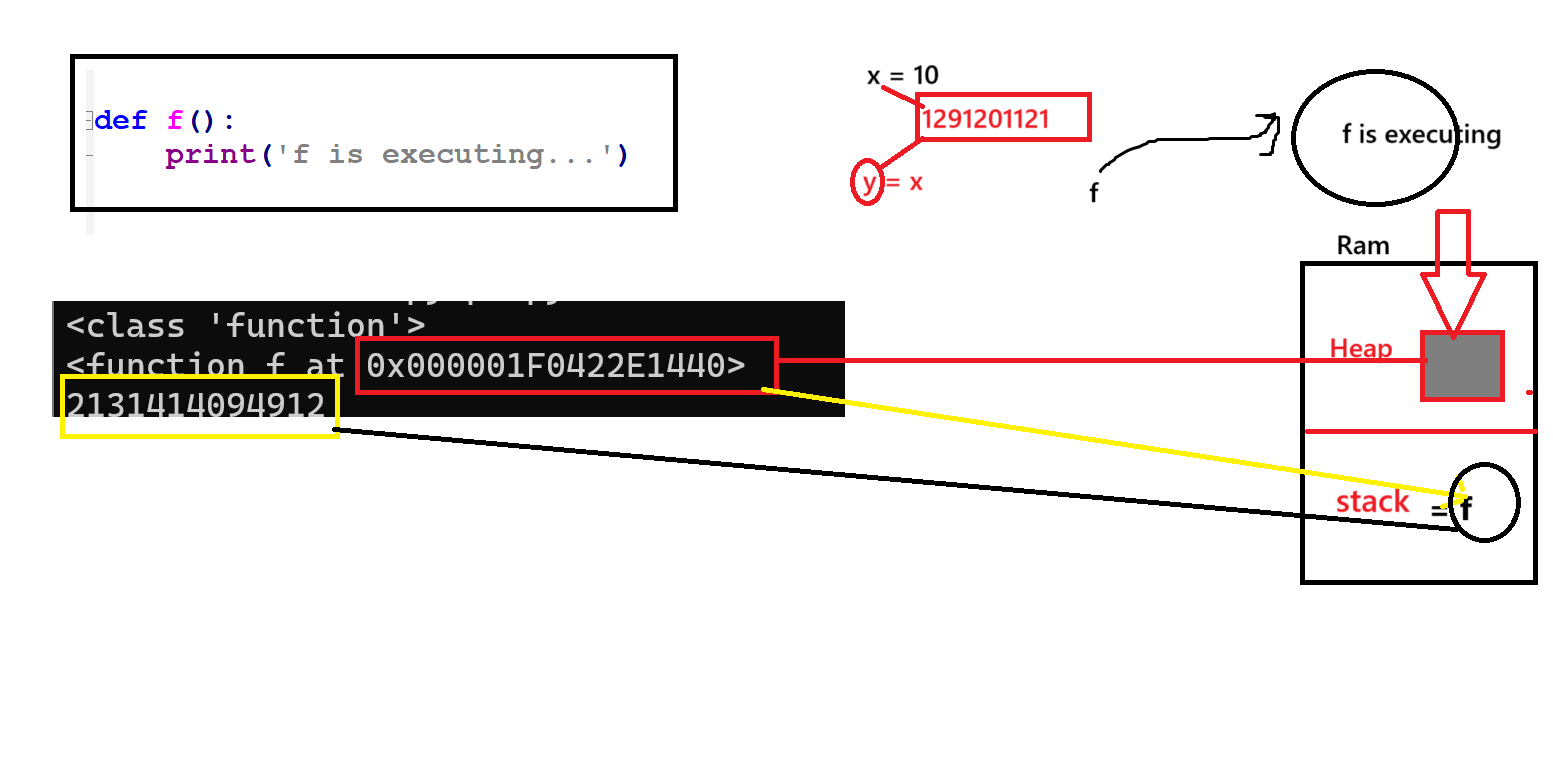 def f():
    print('f is executing...')
x = 10
1291201121
y = x
f
f is executing
Ram
<class 'function'>
<function f at 0x000001F0422E1440>
2131414094912
Heap
stack = f